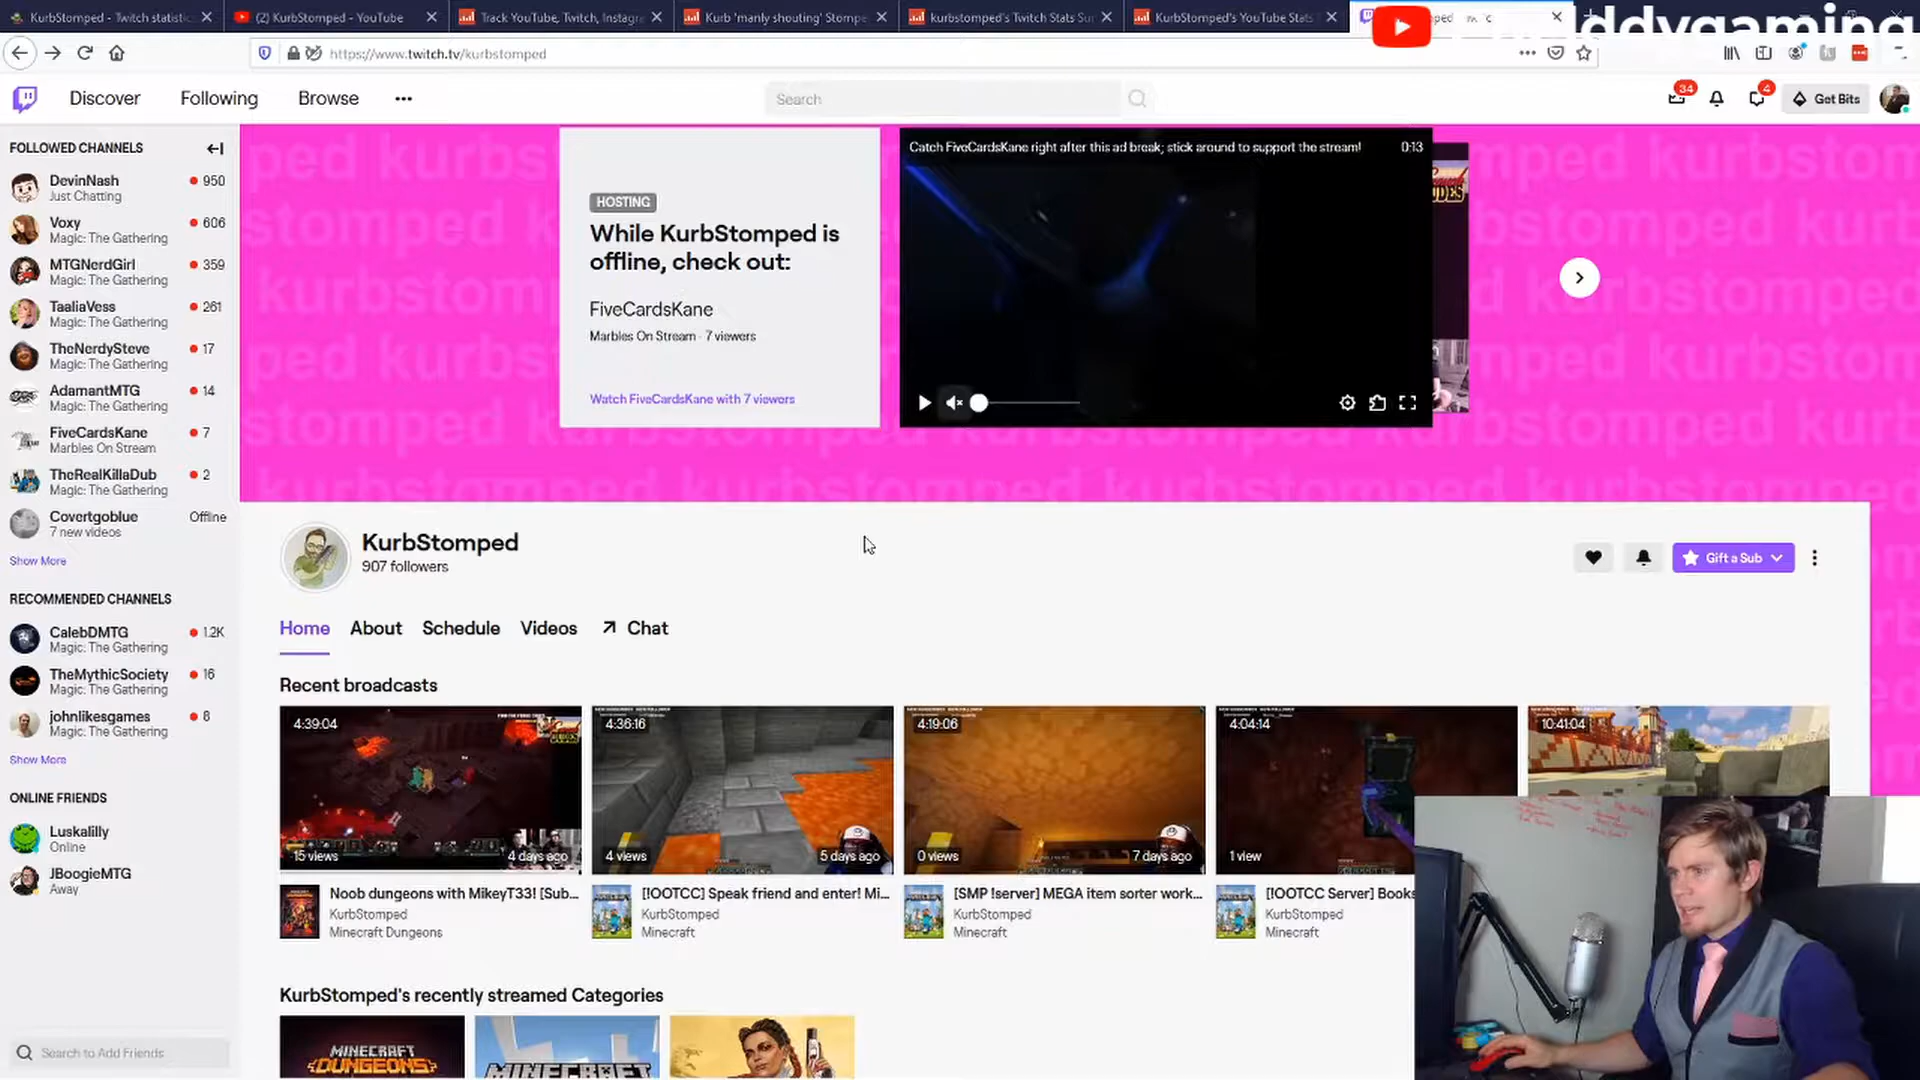 KurbStomped - Twitch statistic
(2) KurbStomped - YouTube
Track YouTube, Twitch, Instagr
Kurb 'manly shouting' Stompe
kurbstomped's Twitch Stats Su
KurbStomped's YouTube Stats
iddygaming
https://www.twitch.tv/kurbstomped
Discover
Following
Browse
Search
34
4
Get Bits
FOLLOWED CHANNELS
DevinNash
950
Just Chatting
Voxy
606
Magic: The Gathering
MTGNerdGirl
359
Magic: The Gathering
TaaliaVess
261
Magic: The Gathering
TheNerdySteve
17
Magic: The Gathering
AdamantMTG
14
Magic: The Gathering
FiveCardsKane
7
Marbles On Stream
TheRealKillaDub
2
Magic: The Gathering
Covertgoblue
Offline
7 new videos
Show More
RECOMMENDED CHANNELS
CalebDMTG
1.2K
Magic: The Gathering
TheMythicSociety
16
Magic: The Gathering
johnlikesgames
8
Magic: The Gathering
Show More
ONLINE FRIENDS
Luskalilly
Online
JBoogieMTG
Away
Search to Add Friends
HOSTING
While KurbStomped is
offline, check out:
FiveCardsKane
Marbles On Stream · 7 viewers
Watch FiveCardsKane with 7 viewers
Catch FiveCardsKane right after this ad break; stick around to support the stream!
0:13
KurbStomped
907 followers
Gift a Sub
Home
About
Schedule
Videos
Chat
Recent broadcasts
4:39:04
15 views
4 days ago
Noob dungeons with MikeyT33! [Sub...
KurbStomped
Minecraft Dungeons
4:36:16
4 views
5 days ago
[!OOTCC] Speak friend and enter! Mi...
KurbStomped
Minecraft
4:19:06
0 views
7 days ago
[SMP !server] MEGA item sorter work...
KurbStomped
Minecraft
4:04:14
1 view
[!OOTCC Server] Books
KurbStomped
Minecraft
10:41:04
KurbStomped's recently streamed Categories
MINECRAFT
DUNGEONS
MINECRAFT